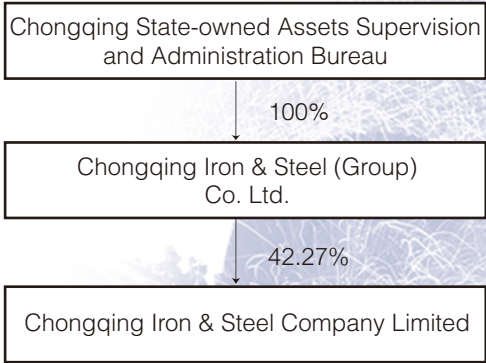 Chongqing State-owned Assets Supervision
and Administration Bureau
100%
Chongqing Iron & Steel (Group)
Co. Ltd.
42.27%
Chongqing Iron & Steel Company Limited